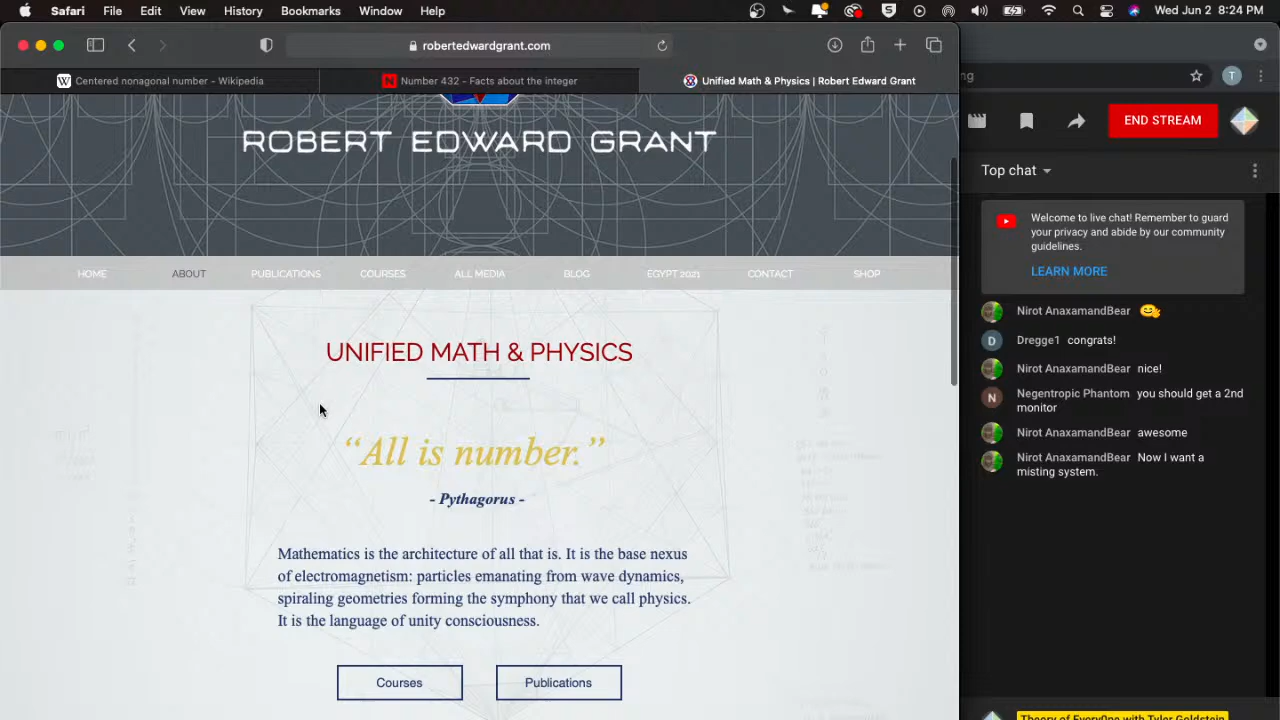 Safari File Edit View History Bookmarks Window Help Wed Jun 2 8:24 PM
robertedwardgrant.com
Centered nonagonal number - Wikipedia
Number 432 - Facts about the integer
Unified Math & Physics | Robert Edward Grant
ROBERT EDWARD GRANT
HOME ABOUT PUBLICATIONS COURSES ALL MEDIA BLOG EGYPT 2021 CONTACT SHOP
UNIFIED MATH & PHYSICS
“All is number.”
- Pythagorus -
Mathematics is the architecture of all that is. It is the base nexus
of electromagnetism: particles emanating from wave dynamics,
spiraling geometries forming the symphony that we call physics.
It is the language of unity consciousness.
Courses Publications
ng
T
END STREAM
Top chat
Welcome to live chat! Remember to guard
your privacy and abide by our community
guidelines.
LEARN MORE
Nirot AnaxamandBear
D Dregge1 congrats!
Nirot AnaxamandBear nice!
N Negentropic Phantom you should get a 2nd
monitor
Nirot AnaxamandBear awesome
Nirot AnaxamandBear Now I want a
misting system.
Theory of Every0ne with Tyler Goldstein